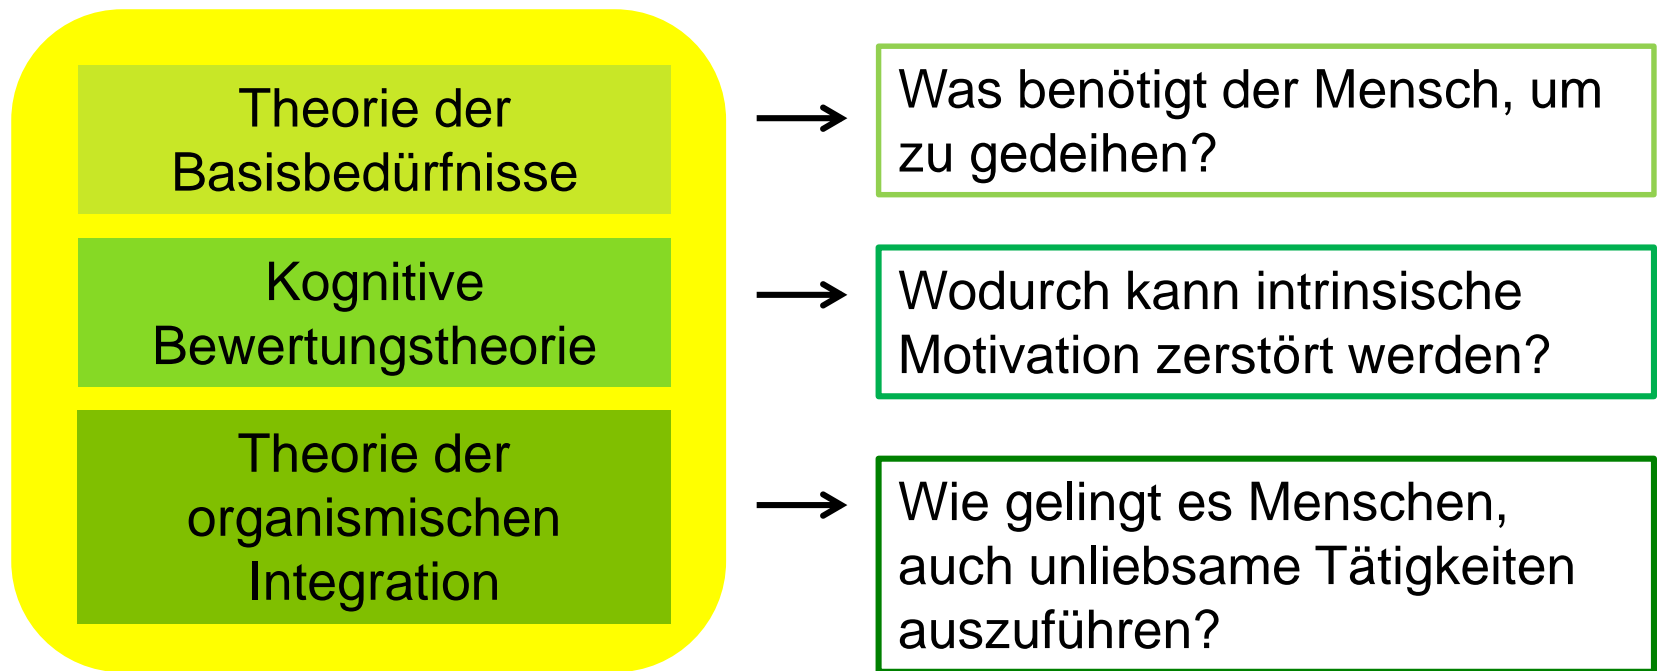 Theorie der
Basisbedürfnisse
Was benötigt der Mensch, um
zu gedeihen?
Kognitive
Bewertungstheorie
Wodurch kann intrinsische
Motivation zerstört werden?
Theorie der
organismischen
Integration
Wie gelingt es Menschen,
auch unliebsame Tätigkeiten
auszuführen?